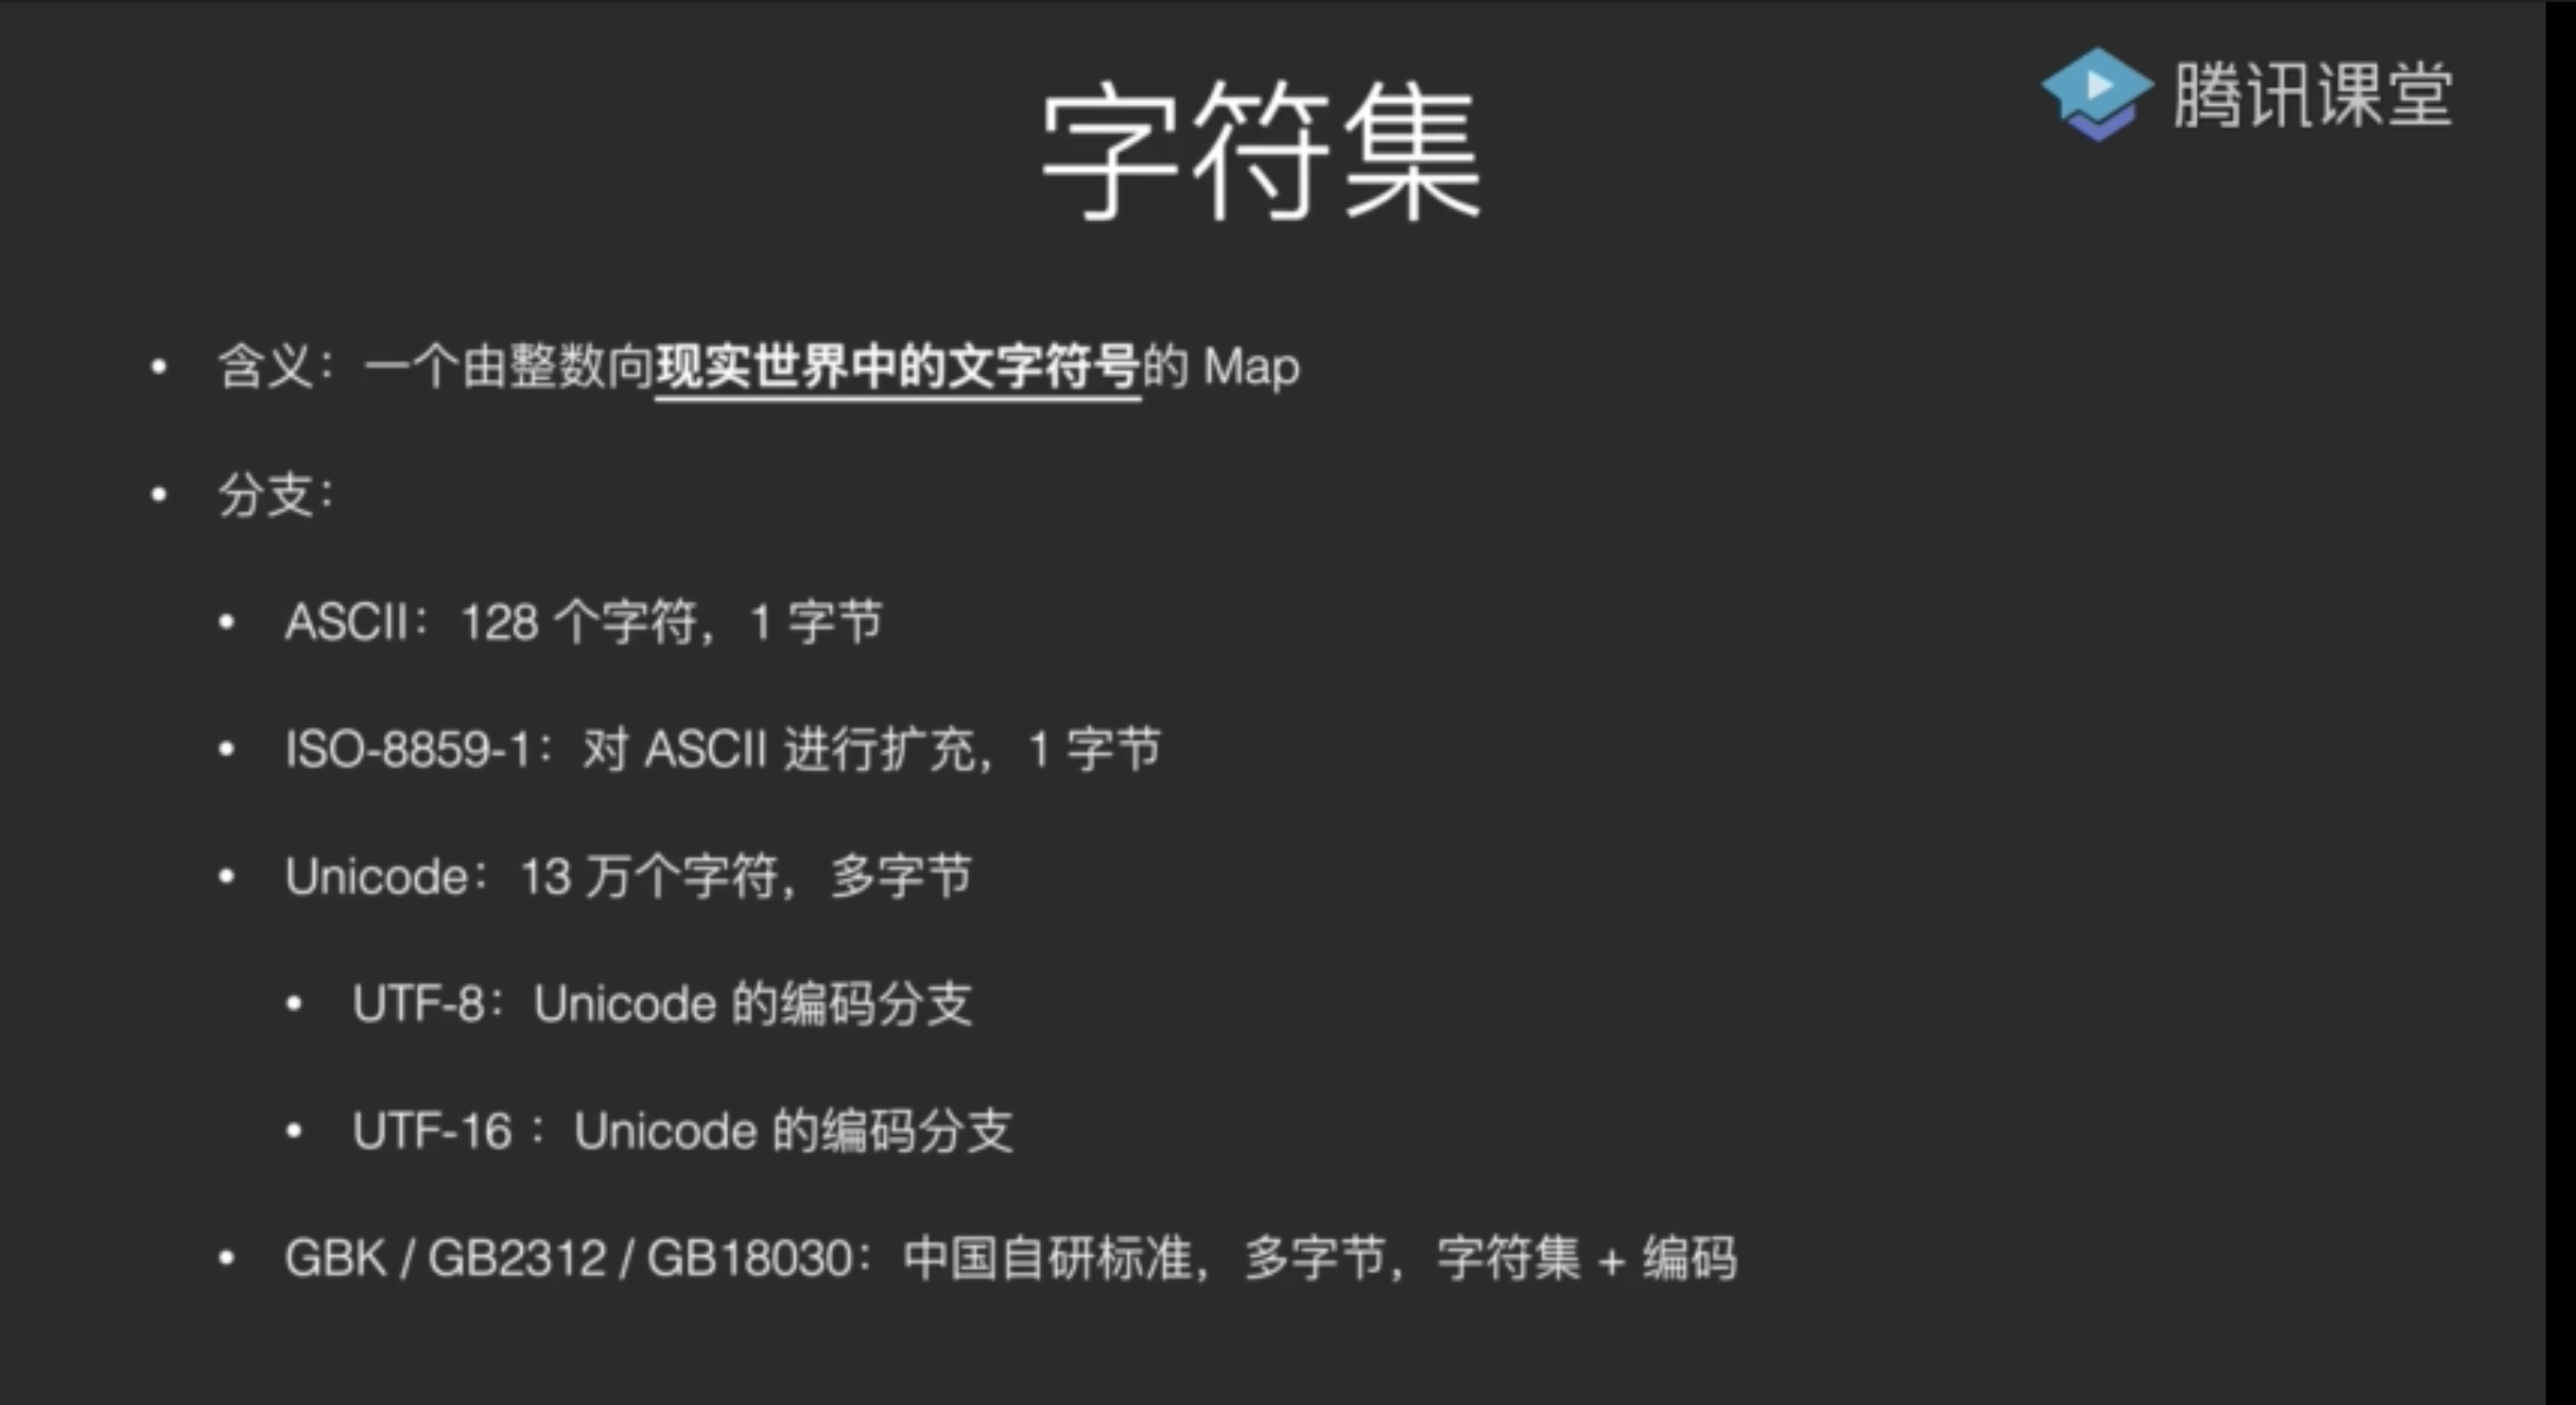 字符集
腾讯课堂
• 含义：一个由整数向现实世界中的文字符号的 Map
• 分支：
• ASCII：128 个字符，1 字节
• ISO-8859-1：对 ASCII 进行扩充，1 字节
• Unicode：13 万个字符，多字节
• UTF-8：Unicode 的编码分支
• UTF-16 ：Unicode 的编码分支
• GBK / GB2312 / GB18030：中国自研标准，多字节，字符集 + 编码